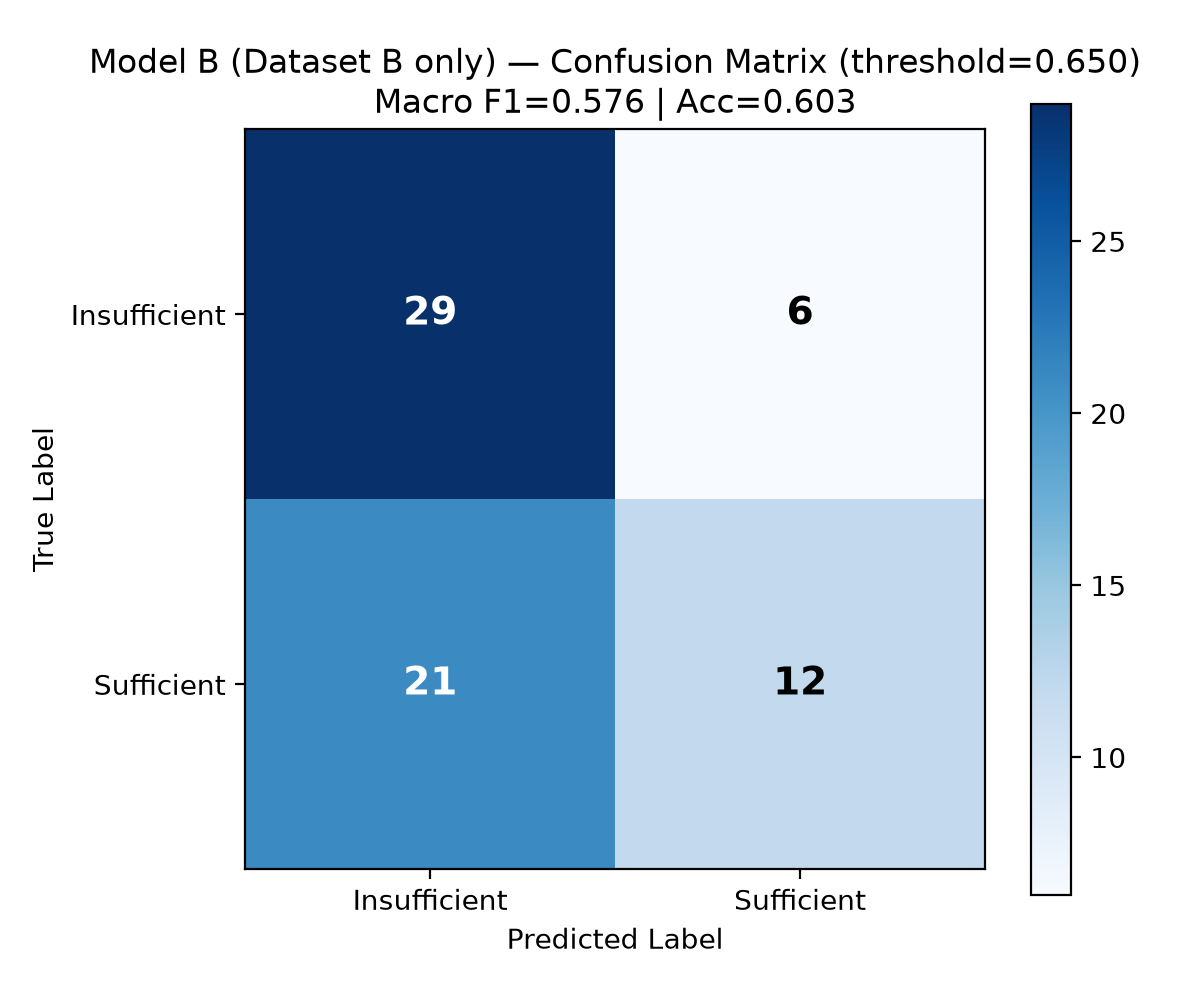 Model B (Dataset B only) — Confusion Matrix (threshold=0.650)
Macro F1=0.576 | Acc=0.603
25
20
15
10
True Label
Insufficient
29
6
Sufficient
21
12
Insufficient
Sufficient
Predicted Label